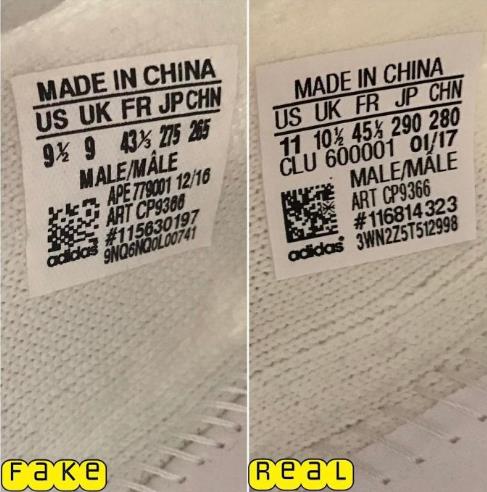 MADE IN CHINA
US UK FR JP CHN
9½ 9 43⅓ 275 265
MALE/MÂLE
APE 779001 12/16
ART CP9366
#115630197
9NQ6NQ0L00741
adidas
MADE IN CHINA
US UK FR JP CHN
11 10½ 45⅓ 290 280
CLU 600001 01/17
MALE/MÂLE
ART CP9366
#116814323
3WN2Z5T512998
adidas
Fake
Real